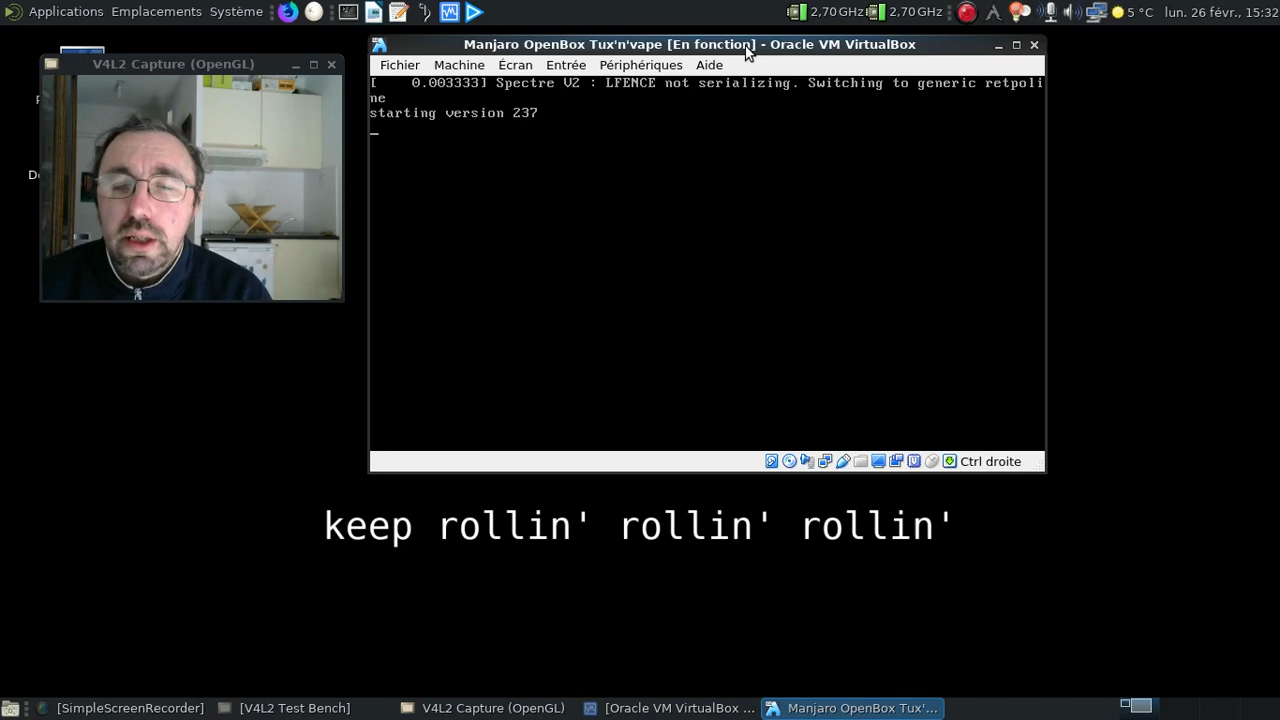 Applications Emplacements Système
2,70 GHz 2,70 GHz 5 °C lun. 26 févr., 15:32
V4L2 Capture (OpenGL)
Manjaro OpenBox Tux'n'vape [En fonction] - Oracle VM VirtualBox
Fichier Machine Écran Entrée Périphériques Aide
[ 0.003333] Spectre V2 : LFENCE not serializing. Switching to generic retpoli
ne
starting version 237
Ctrl droite
keep rollin' rollin' rollin'
[SimpleScreenRecorder] [V4L2 Test Bench] V4L2 Capture (OpenGL) [Oracle VM VirtualBox ... Manjaro OpenBox Tux'...